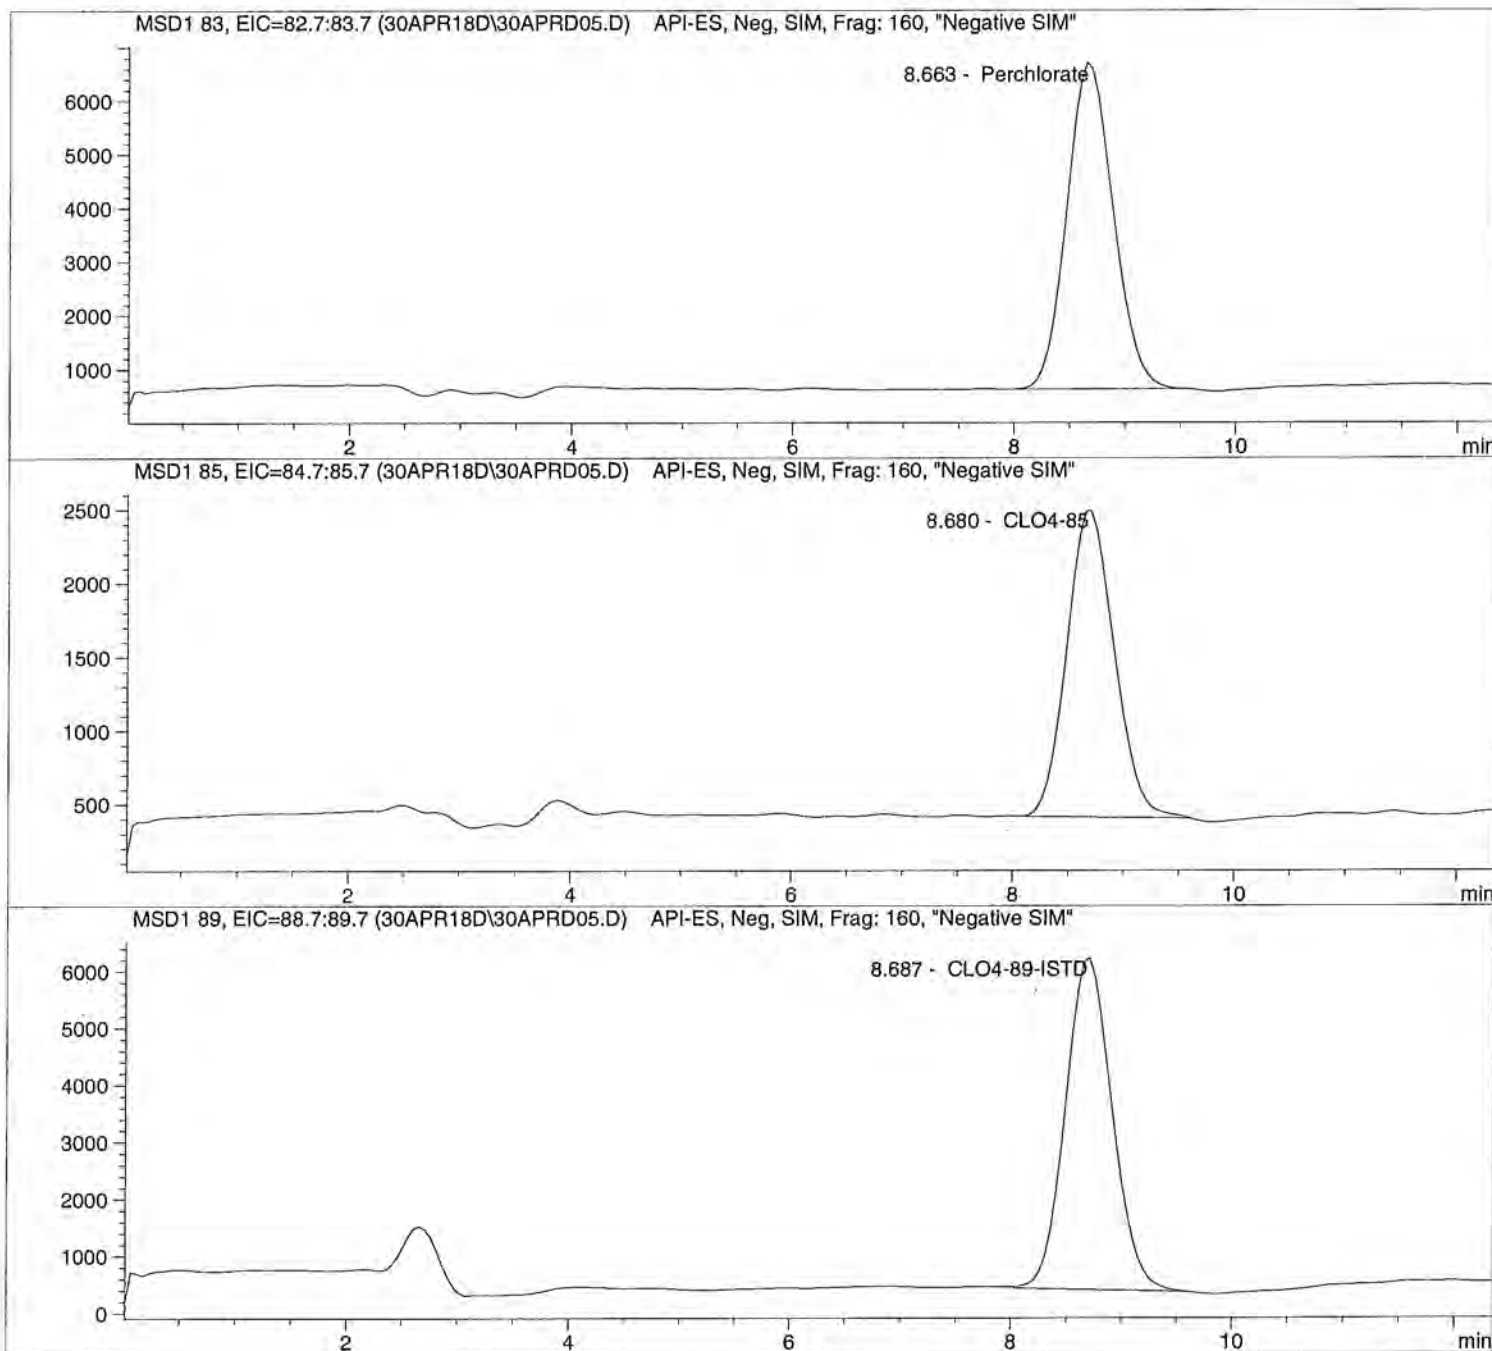 MSD1 83, EIC=82.7:83.7 (30APR18D\30APRD05.D) API-ES, Neg, SIM, Frag: 160, "Negative SIM"
8.663 - Perchlorate
6000
5000
4000
3000
2000
1000
2 4 6 8 10 min
MSD1 85, EIC=84.7:85.7 (30APR18D\30APRD05.D) API-ES, Neg, SIM, Frag: 160, "Negative SIM"
2500
8.680 - CLO4-85
2000
1500
1000
500
2 4 6 8 10 min
MSD1 89, EIC=88.7:89.7 (30APR18D\30APRD05.D) API-ES, Neg, SIM, Frag: 160, "Negative SIM"
6000
8.687 - CLO4-89-ISTD
5000
4000
3000
2000
1000
0
2 4 6 8 10 min